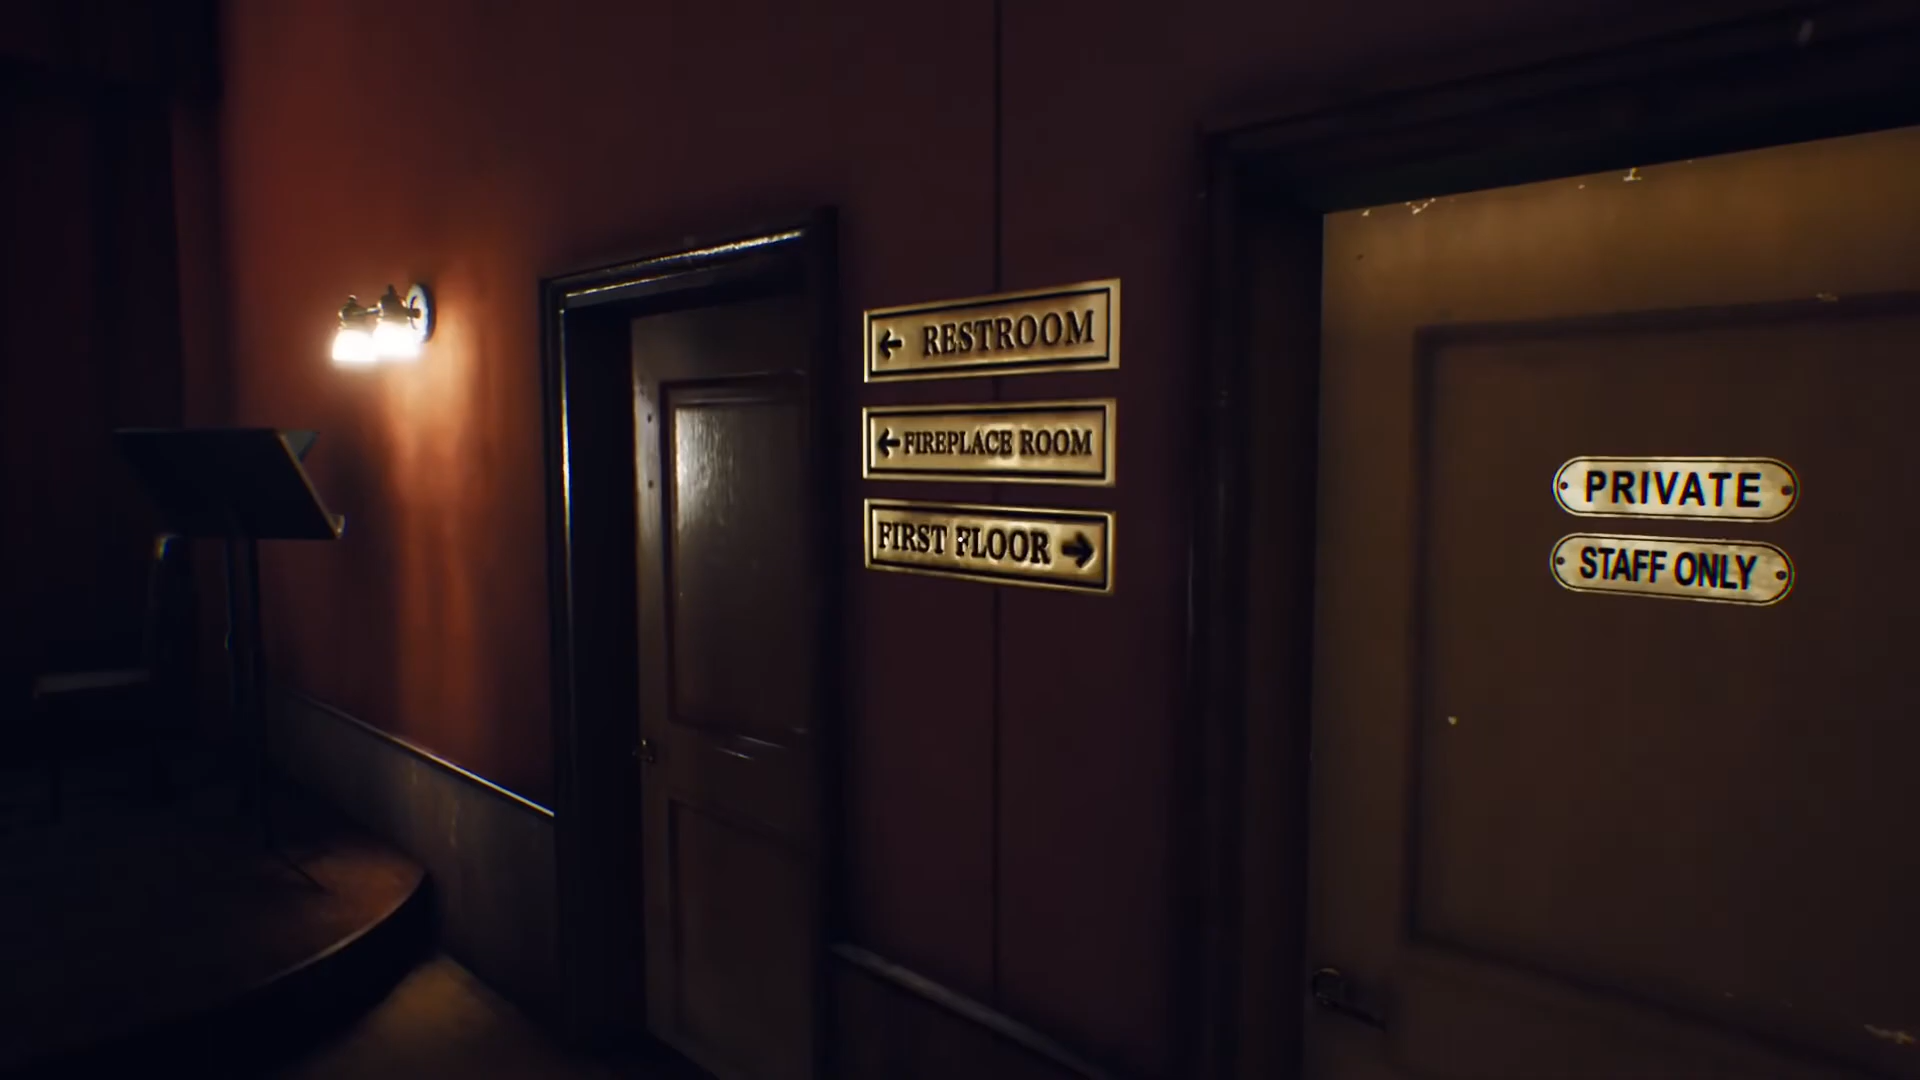 ← RESTROOM
← FIREPLACE ROOM
FIRST FLOOR →
PRIVATE
STAFF ONLY